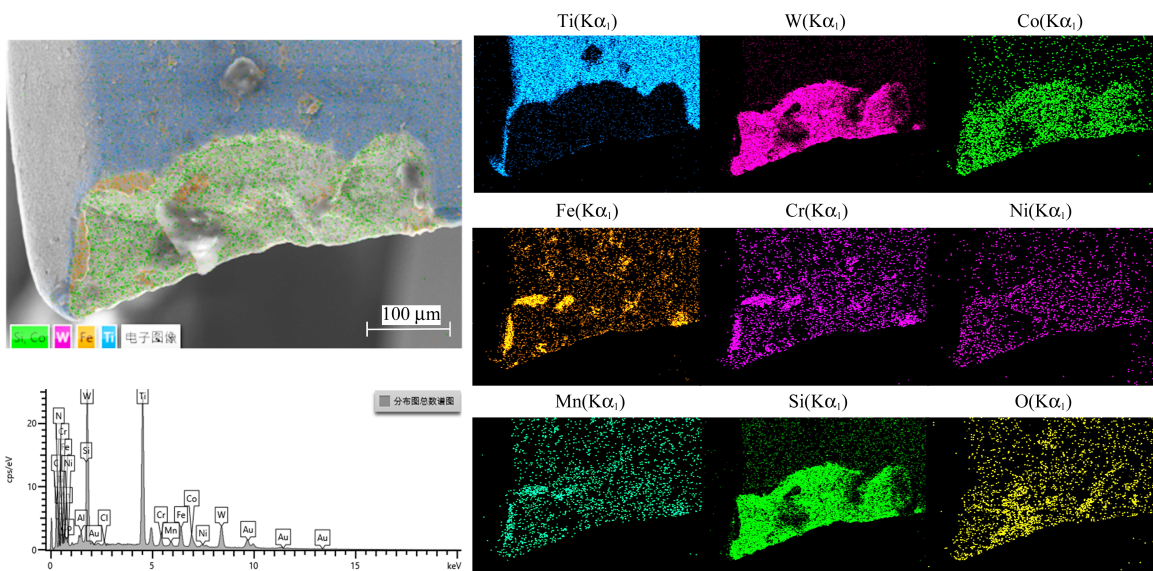 Ti(Kα₁)
W(Kα₁)
Co(Kα₁)
100 μm
Si, Co
W
Fe
Ti
电子图像
Fe(Kα₁)
Cr(Kα₁)
Ni(Kα₁)
Mn(Kα₁)
Si(Kα₁)
O(Kα₁)
分布图总数谱图
cps/eV
20
10
0
N
Cr
Fe
Ni
C
W
Si
Al
Au
Cl
Ti
Cr
Mn
Fe
Co
Ni
W
Au
Au
Au
0
5
10
15
keV